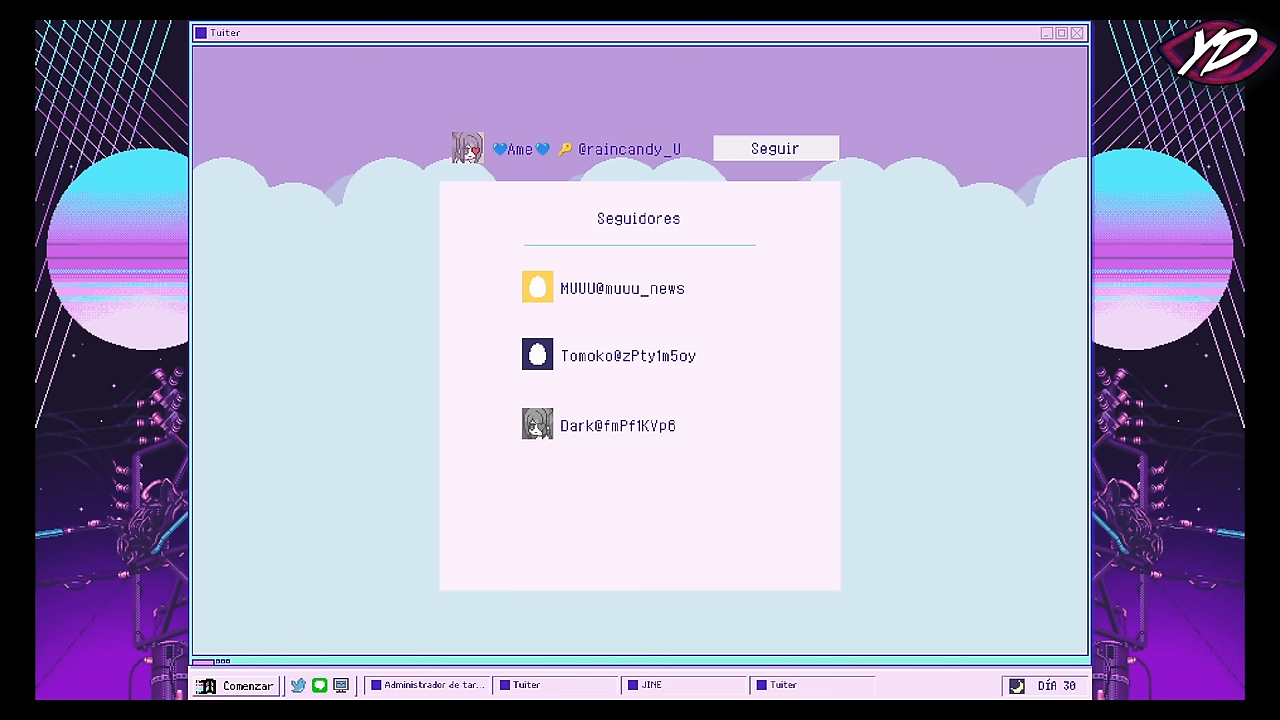 Tuiter
YD
💙Ame💙 🔑 @raincandy_U
Seguir
Seguidores
MUUU@muuu_news
Tomoko@zPty1m5oy
Dark@fmPf1KVp6
Comenzar
Administrador de tar...
Tuiter
JINE
Tuiter
DÍA 30